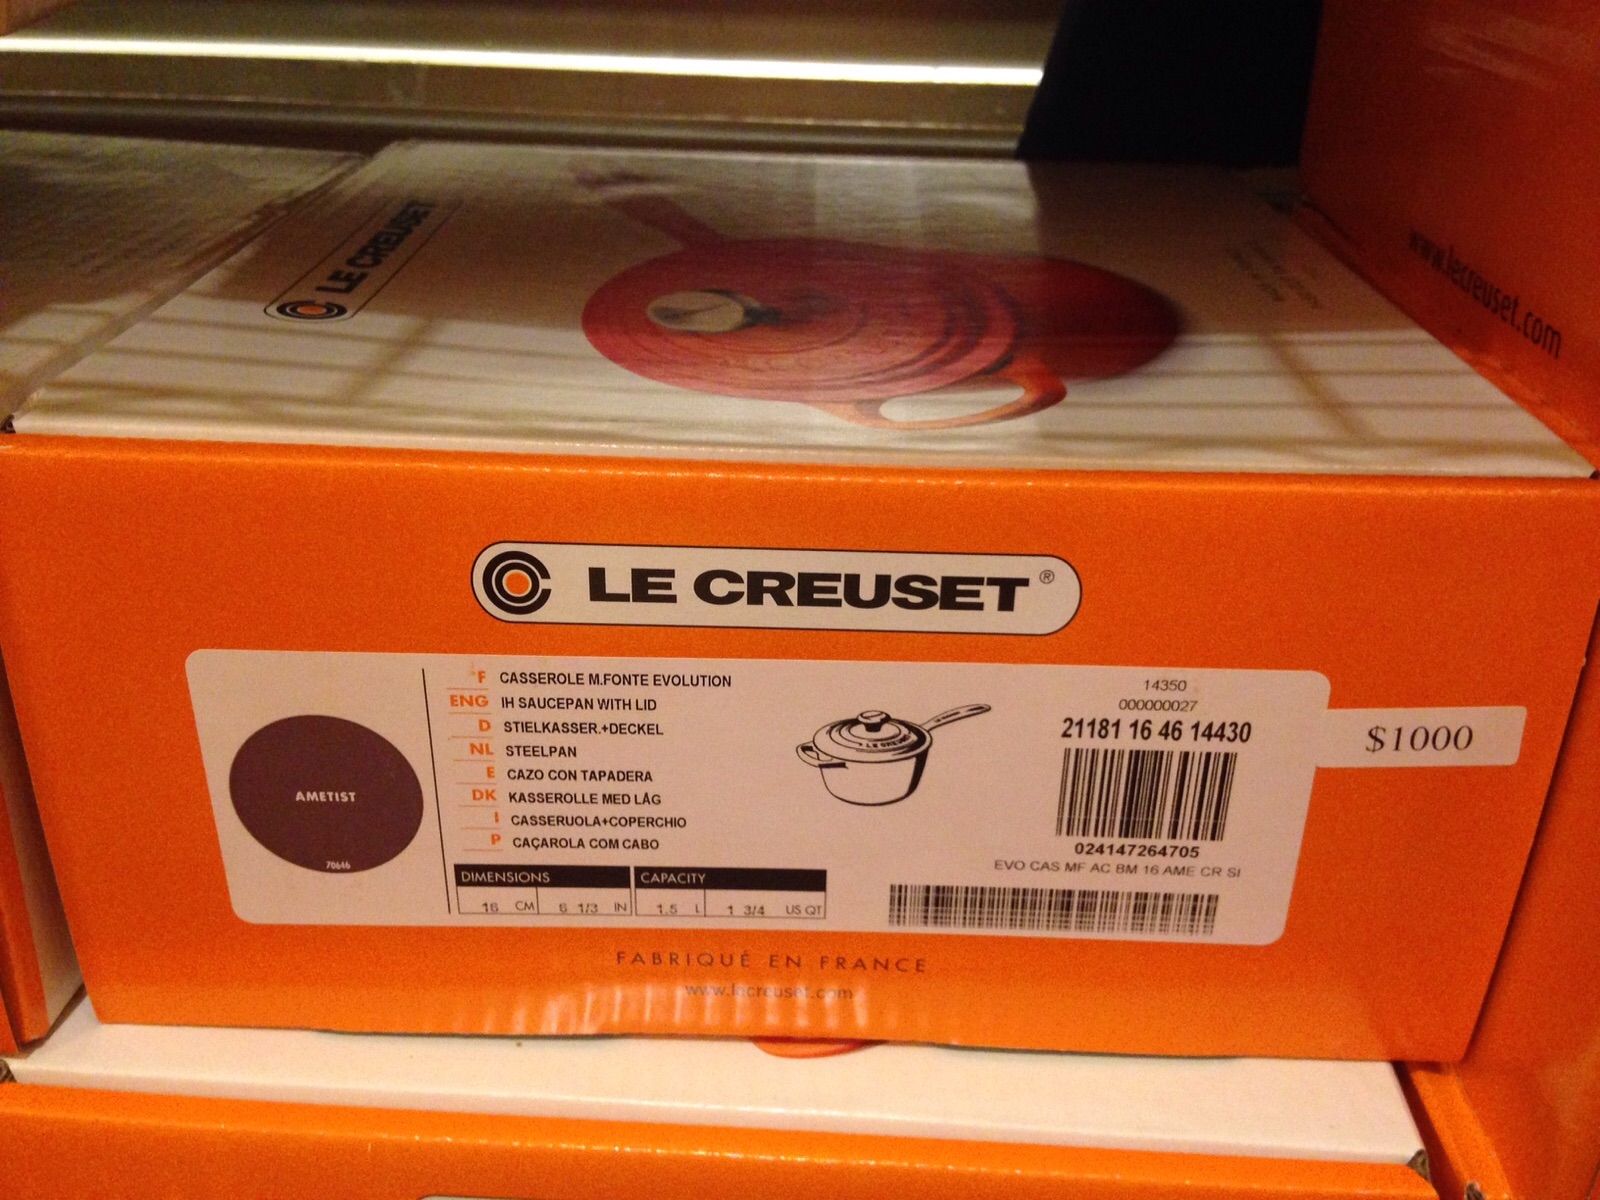 LE CREUSET
www.lecreuset.com
LE CREUSET ®
F CASSEROLE M.FONTE EVOLUTION
ENG IH SAUCEPAN WITH LID
D STIELKASSER.+DECKEL
NL STEELPAN
E CAZO CON TAPADERA
DK KASSEROLLE MED LÅG
I CASSERUOLA+COPERCHIO
P CAÇAROLA COM CABO
AMETIST
70646
DIMENSIONS CAPACITY
16 CM 6 1/3 IN 1.5 L 1 3/4 US QT
LE CREUSET
14350
000000027
21181 16 46 14430
024147264705
EVO CAS MF AC BM 16 AME CR SI
$1000
FABRIQUÉ EN FRANCE
www.lecreuset.com